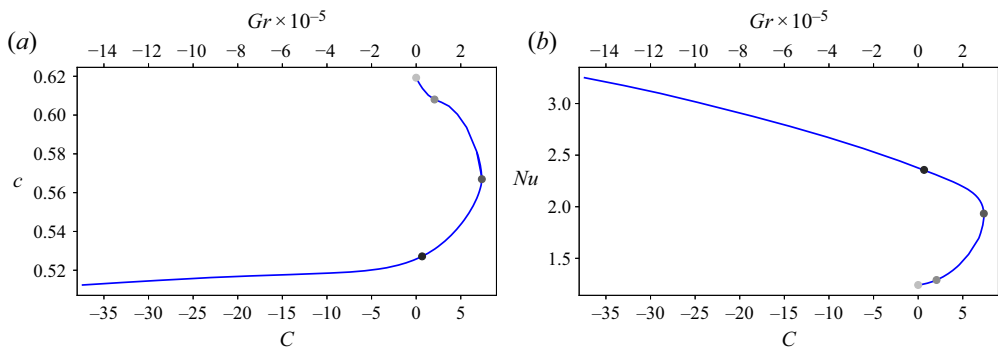 (a)
Gr × 10⁻⁵
−14 −12 −10 −8 −6 −4 −2 0 2
0.62
0.60
0.58
0.56
0.54
0.52
c
−35 −30 −25 −20 −15 −10 −5 0 5
C
(b)
Gr × 10⁻⁵
−14 −12 −10 −8 −6 −4 −2 0 2
3.0
2.5
2.0
1.5
Nu
−35 −30 −25 −20 −15 −10 −5 0 5
C